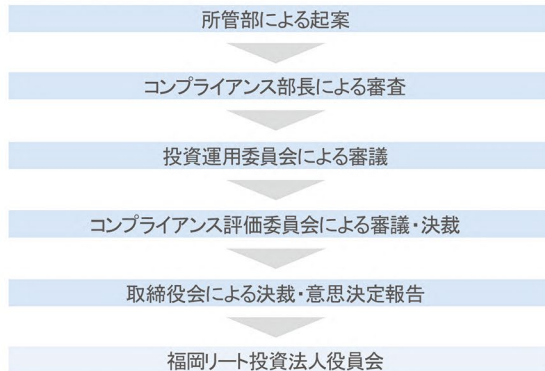 所管部による起案
コンプライアンス部長による審査
投資運用委員会による審議
コンプライアンス評価委員会による審議・決裁
取締役会による決裁・意思決定報告
福岡リート投資法人役員会